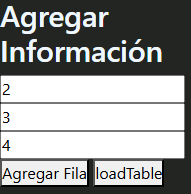 Agregar
Información
2
3
4
Agregar Fila loadTable